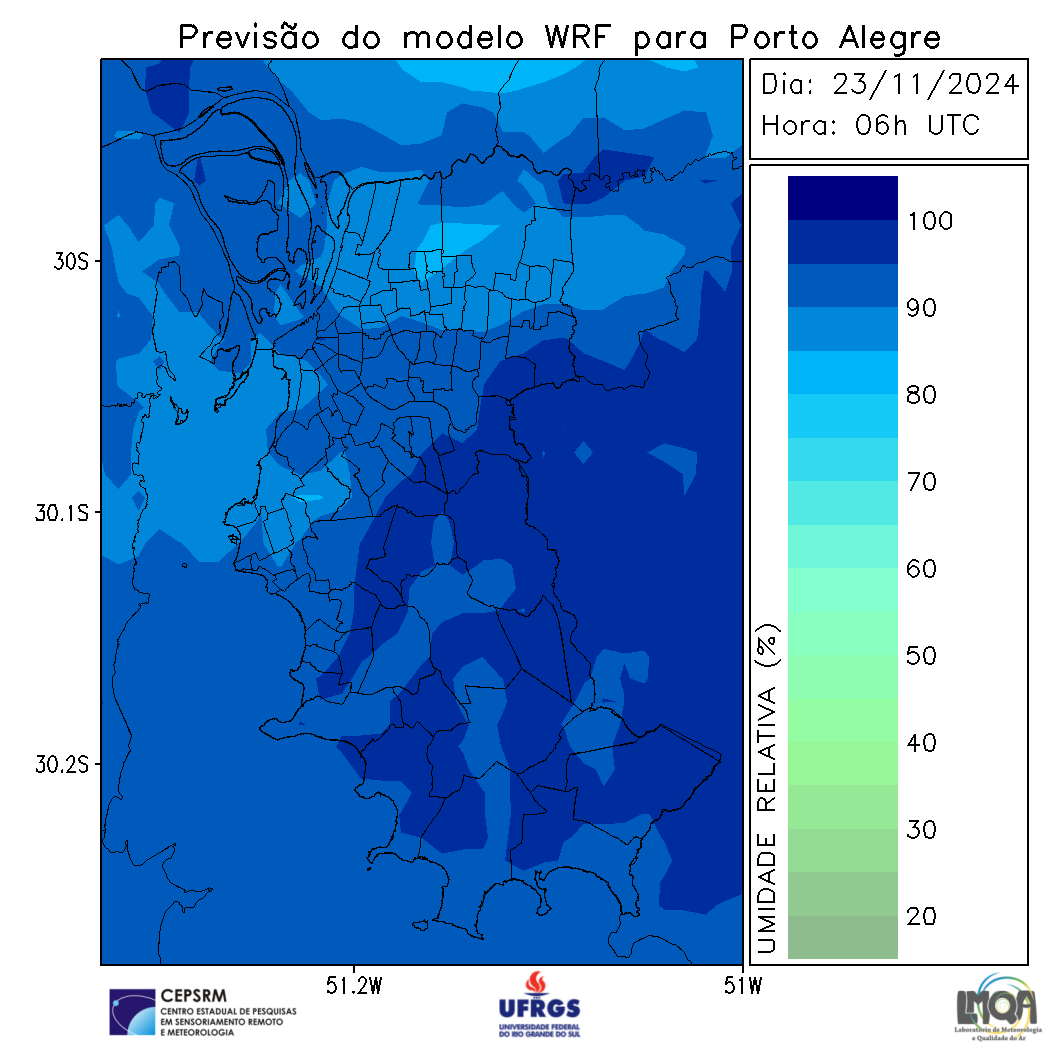 Previsão do modelo WRF para Porto Alegre
Dia: 23/11/2024
Hora: 06h UTC
30S
30.1S
30.2S
51.2W
51W
100
90
80
70
60
50
40
30
20
UMIDADE RELATIVA (%)
CEPSRM
CENTRO ESTADUAL DE PESQUISAS
EM SENSORIAMENTO REMOTO
E METEOROLOGIA
UFRGS
UNIVERSIDADE FEDERAL
DO RIO GRANDE DO SUL
LMQA
Laboratório de Meteorologia
e Qualidade do Ar